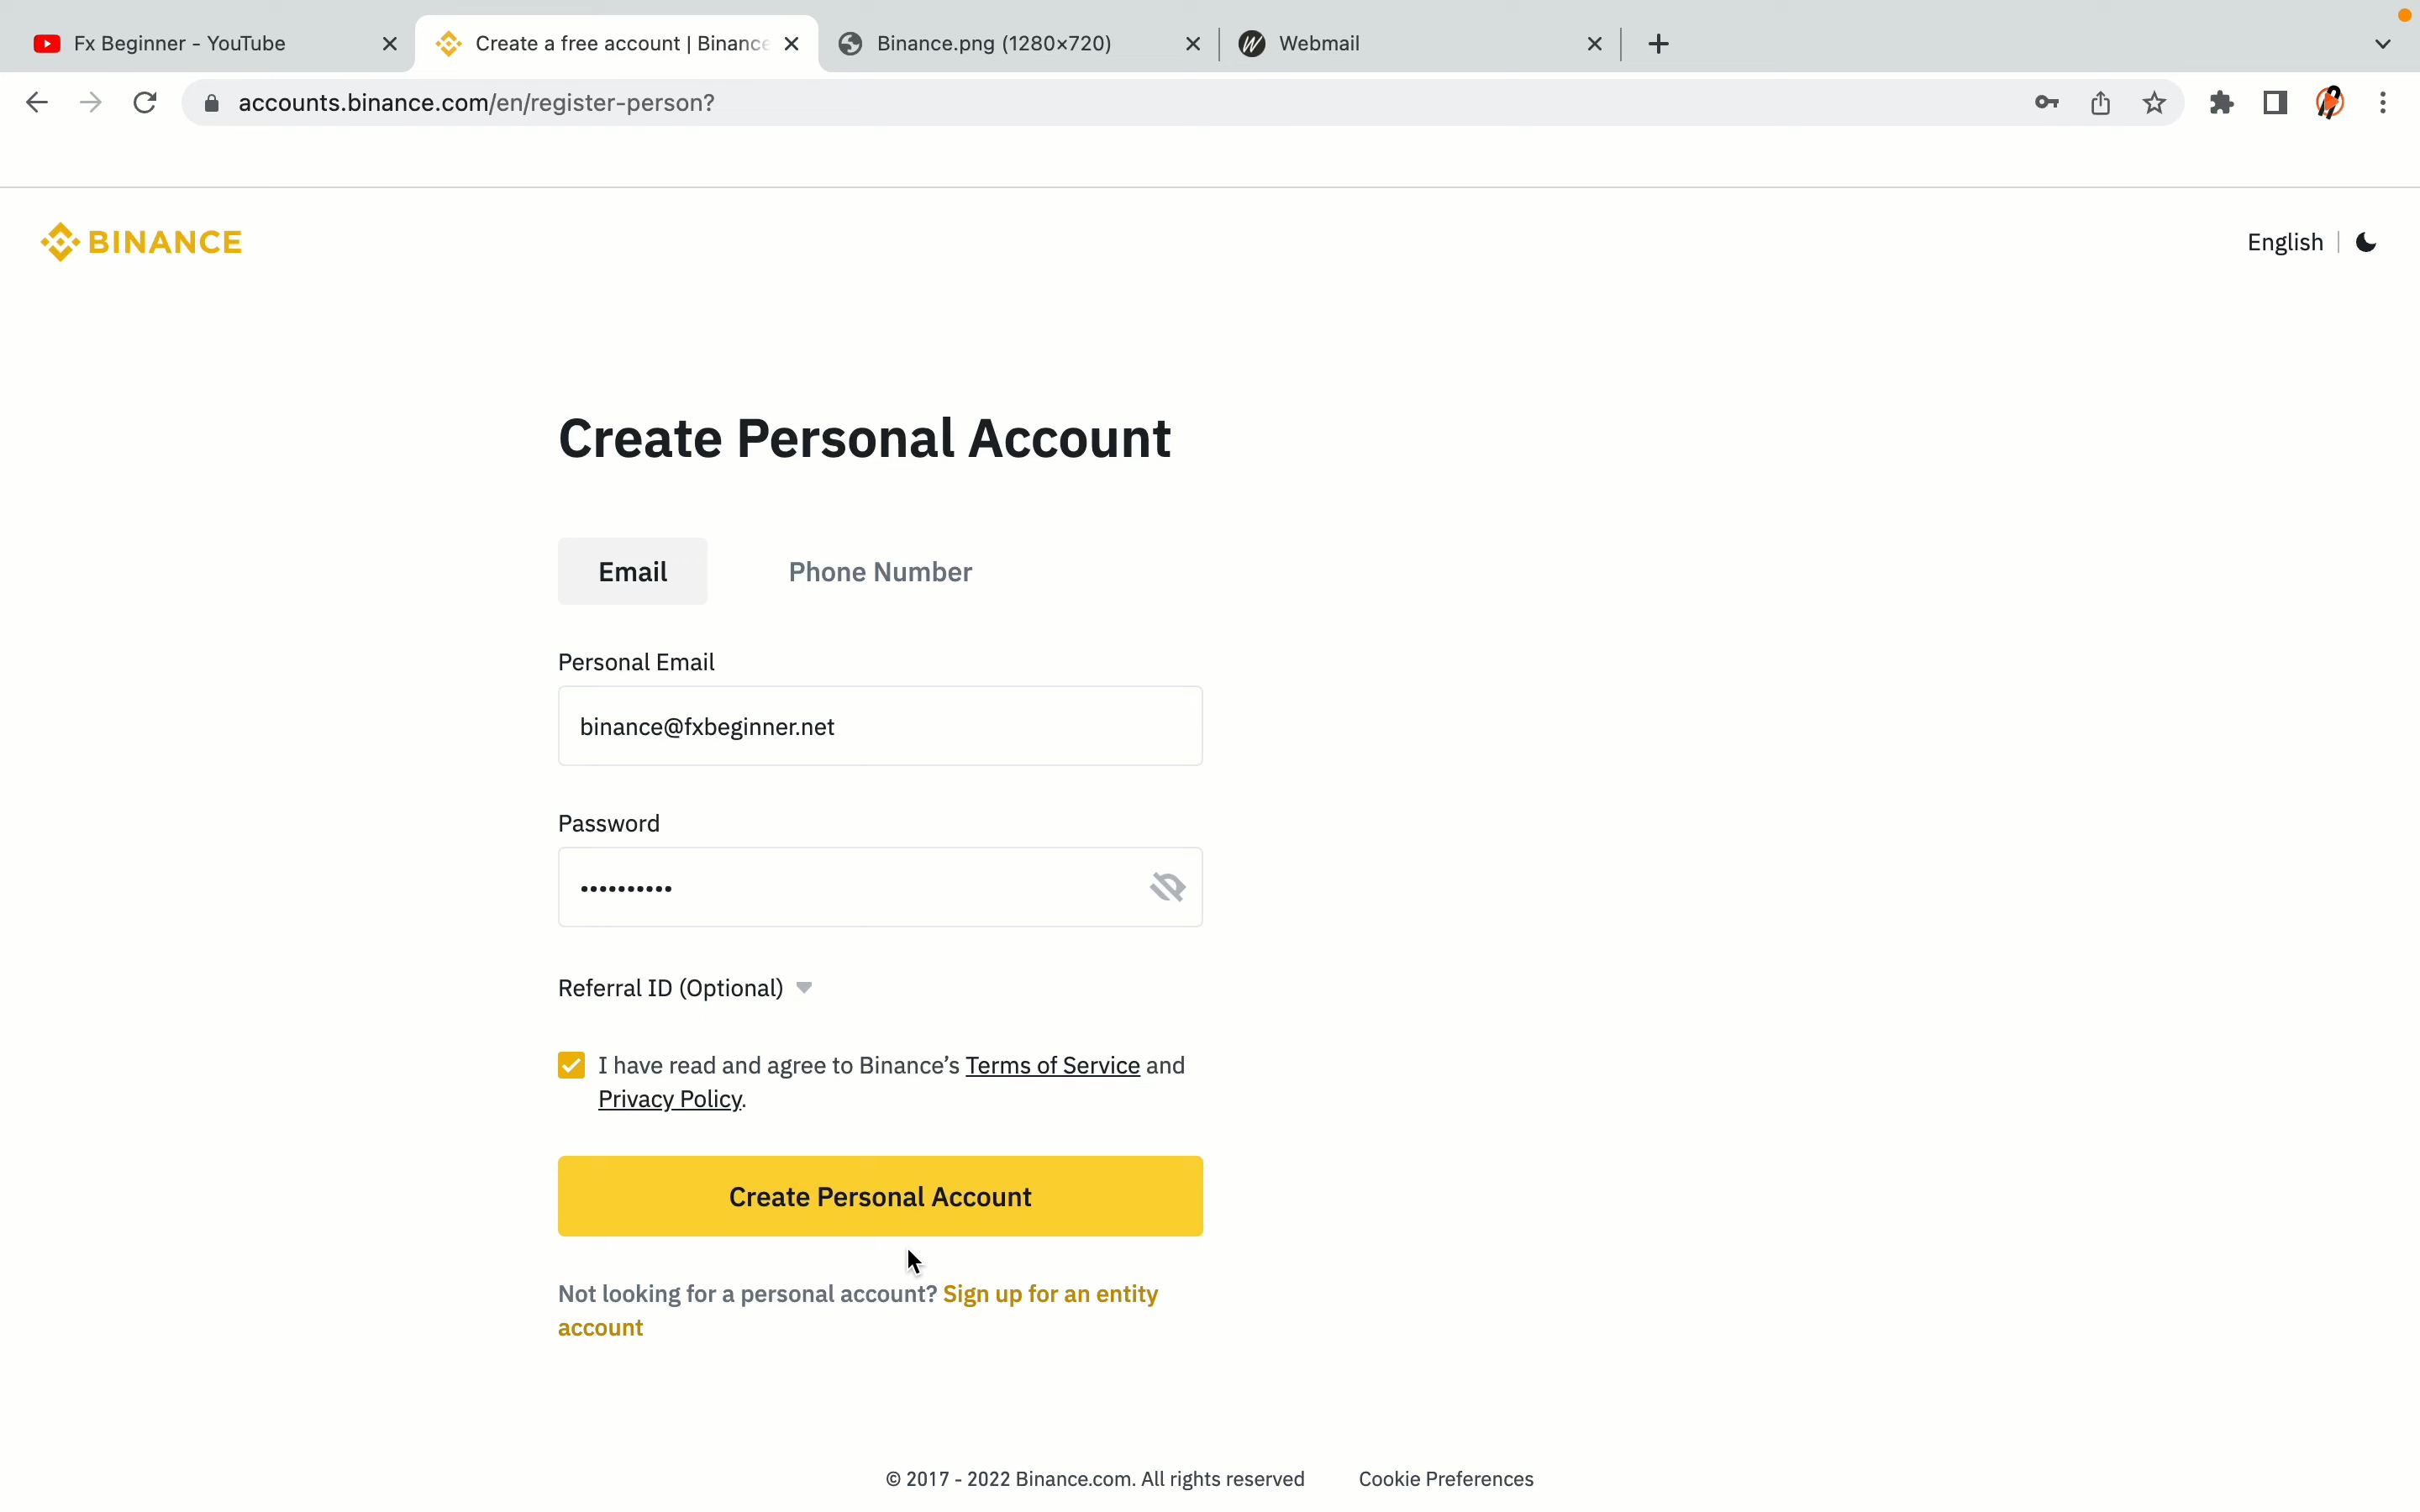 Fx Beginner - YouTube
Create a free account | Binance
Binance.png (1280×720)
Webmail
accounts.binance.com/en/register-person?
BINANCE
English
Create Personal Account
Email
Phone Number
Personal Email
binance@fxbeginner.net
Password
••••••••••
Referral ID (Optional)
I have read and agree to Binance’s Terms of Service and
Privacy Policy.
Create Personal Account
Not looking for a personal account? Sign up for an entity
account
© 2017 - 2022 Binance.com. All rights reserved
Cookie Preferences